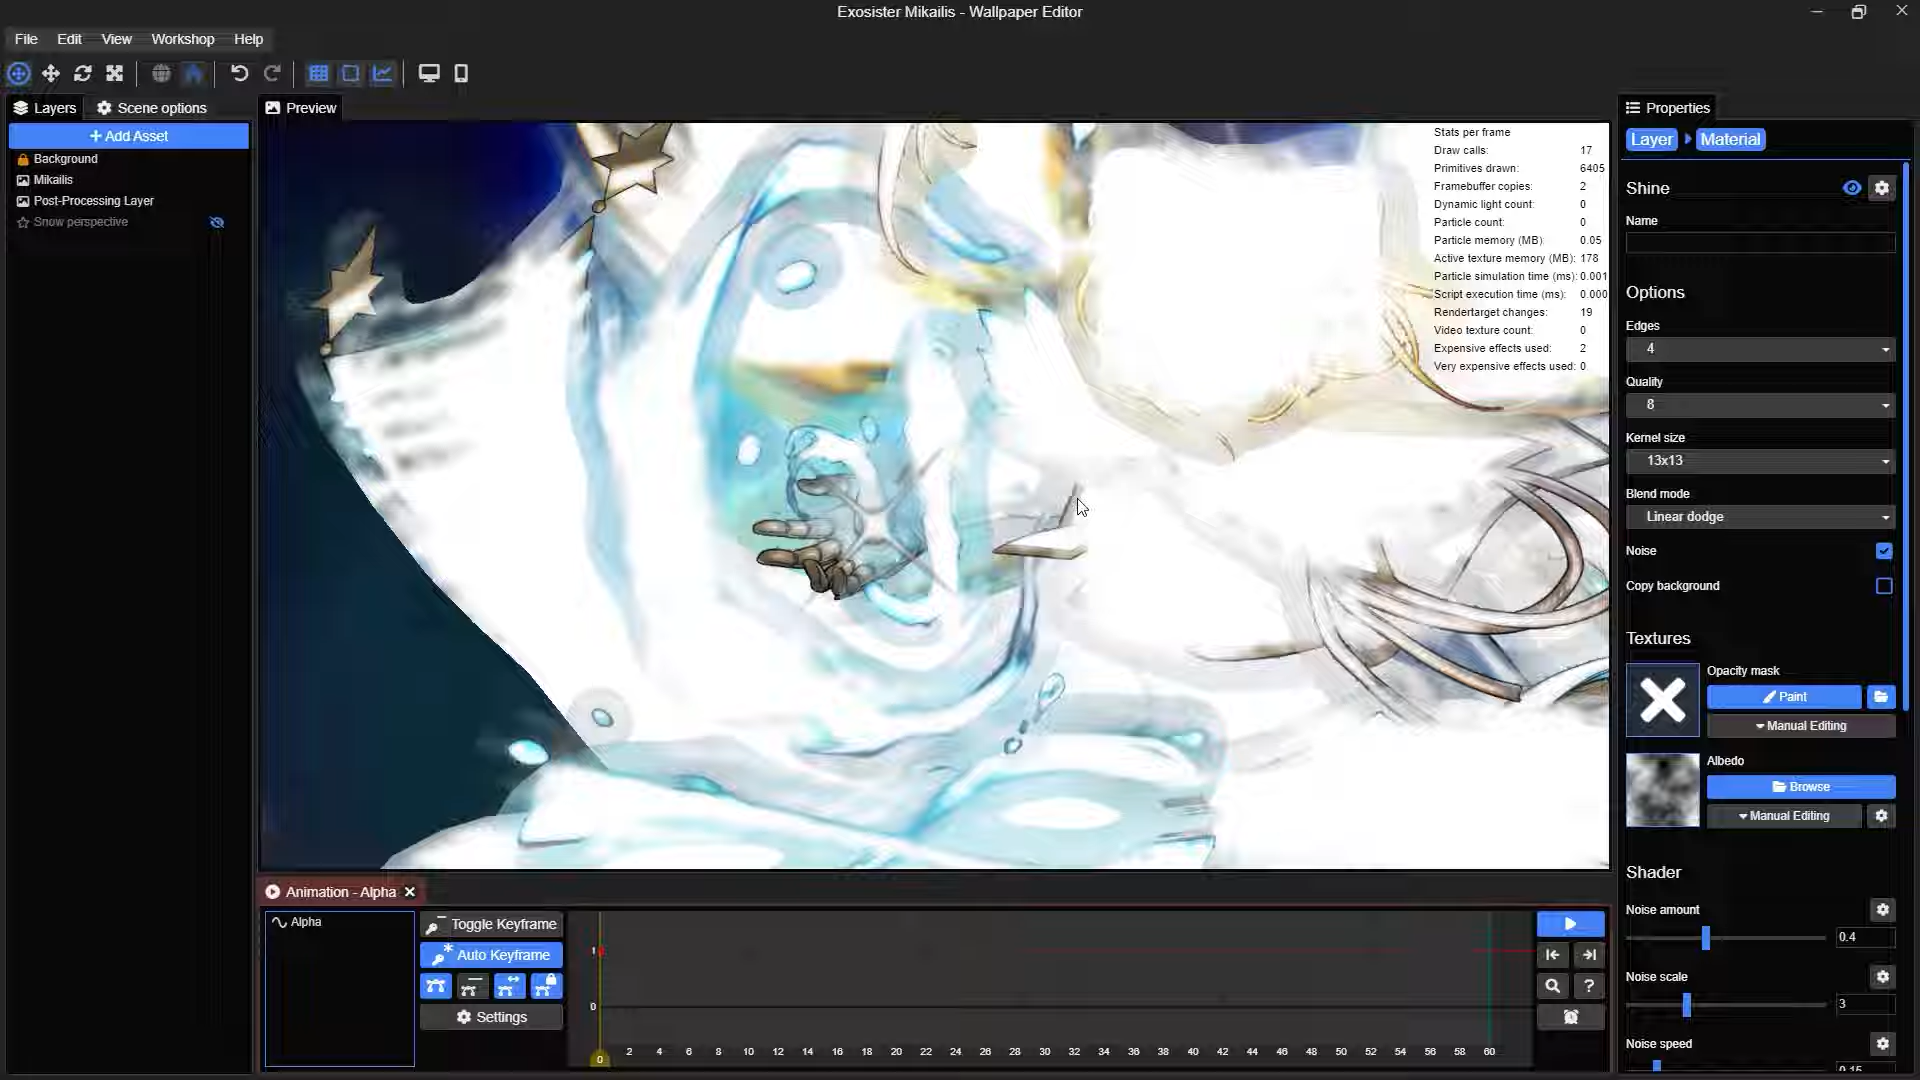 Exosister Mikailis - Wallpaper Editor
File Edit View Workshop Help
Layers Scene options
Add Asset
Background
Mikailis
Post-Processing Layer
Snow perspective
Preview
Stats per frame
Draw calls: 17
Primitives drawn: 6405
Framebuffer copies: 2
Dynamic light count: 0
Particle count: 0
Particle memory (MB): 0.05
Active texture memory (MB): 178
Particle simulation time (ms): 0.001
Script execution time (ms): 0.000
Rendertarget changes: 19
Video texture count: 0
Expensive effects used: 2
Very expensive effects used: 0
Animation - Alpha
Alpha
Toggle Keyframe
Auto Keyframe
Settings
1
0
0 2 4 6 8 10 12 14 16 18 20 22 24 26 28 30 32 34 36 38 40 42 44 46 48 50 52 54 56 58 60
?
Properties
Layer Material
Shine
Name
Options
Edges
4
Quality
8
Kernel size
13x13
Blend mode
Linear dodge
Noise
Copy background
Textures
Opacity mask
Paint
Manual Editing
Albedo
Browse
Manual Editing
Shader
Noise amount
0.4
Noise scale
3
Noise speed
0.15